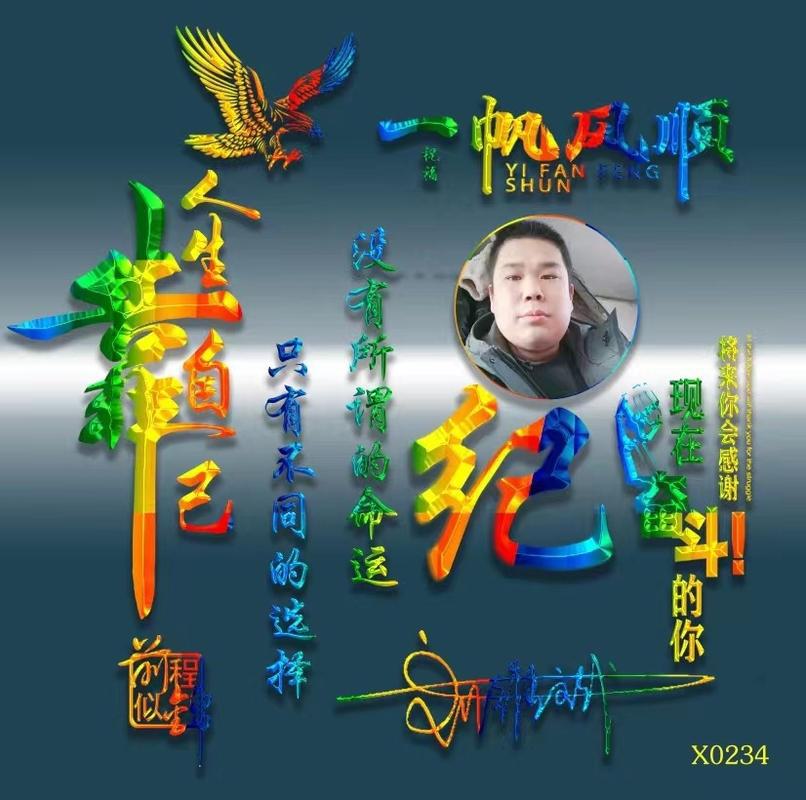 一帆风顺
祝福
YI FAN FENG
SHUN
人生
靠
自己
没有所谓的命运
只有不同的选择
纪
将来你会感谢
现在
奋斗!
的你
前程
似锦
X0234